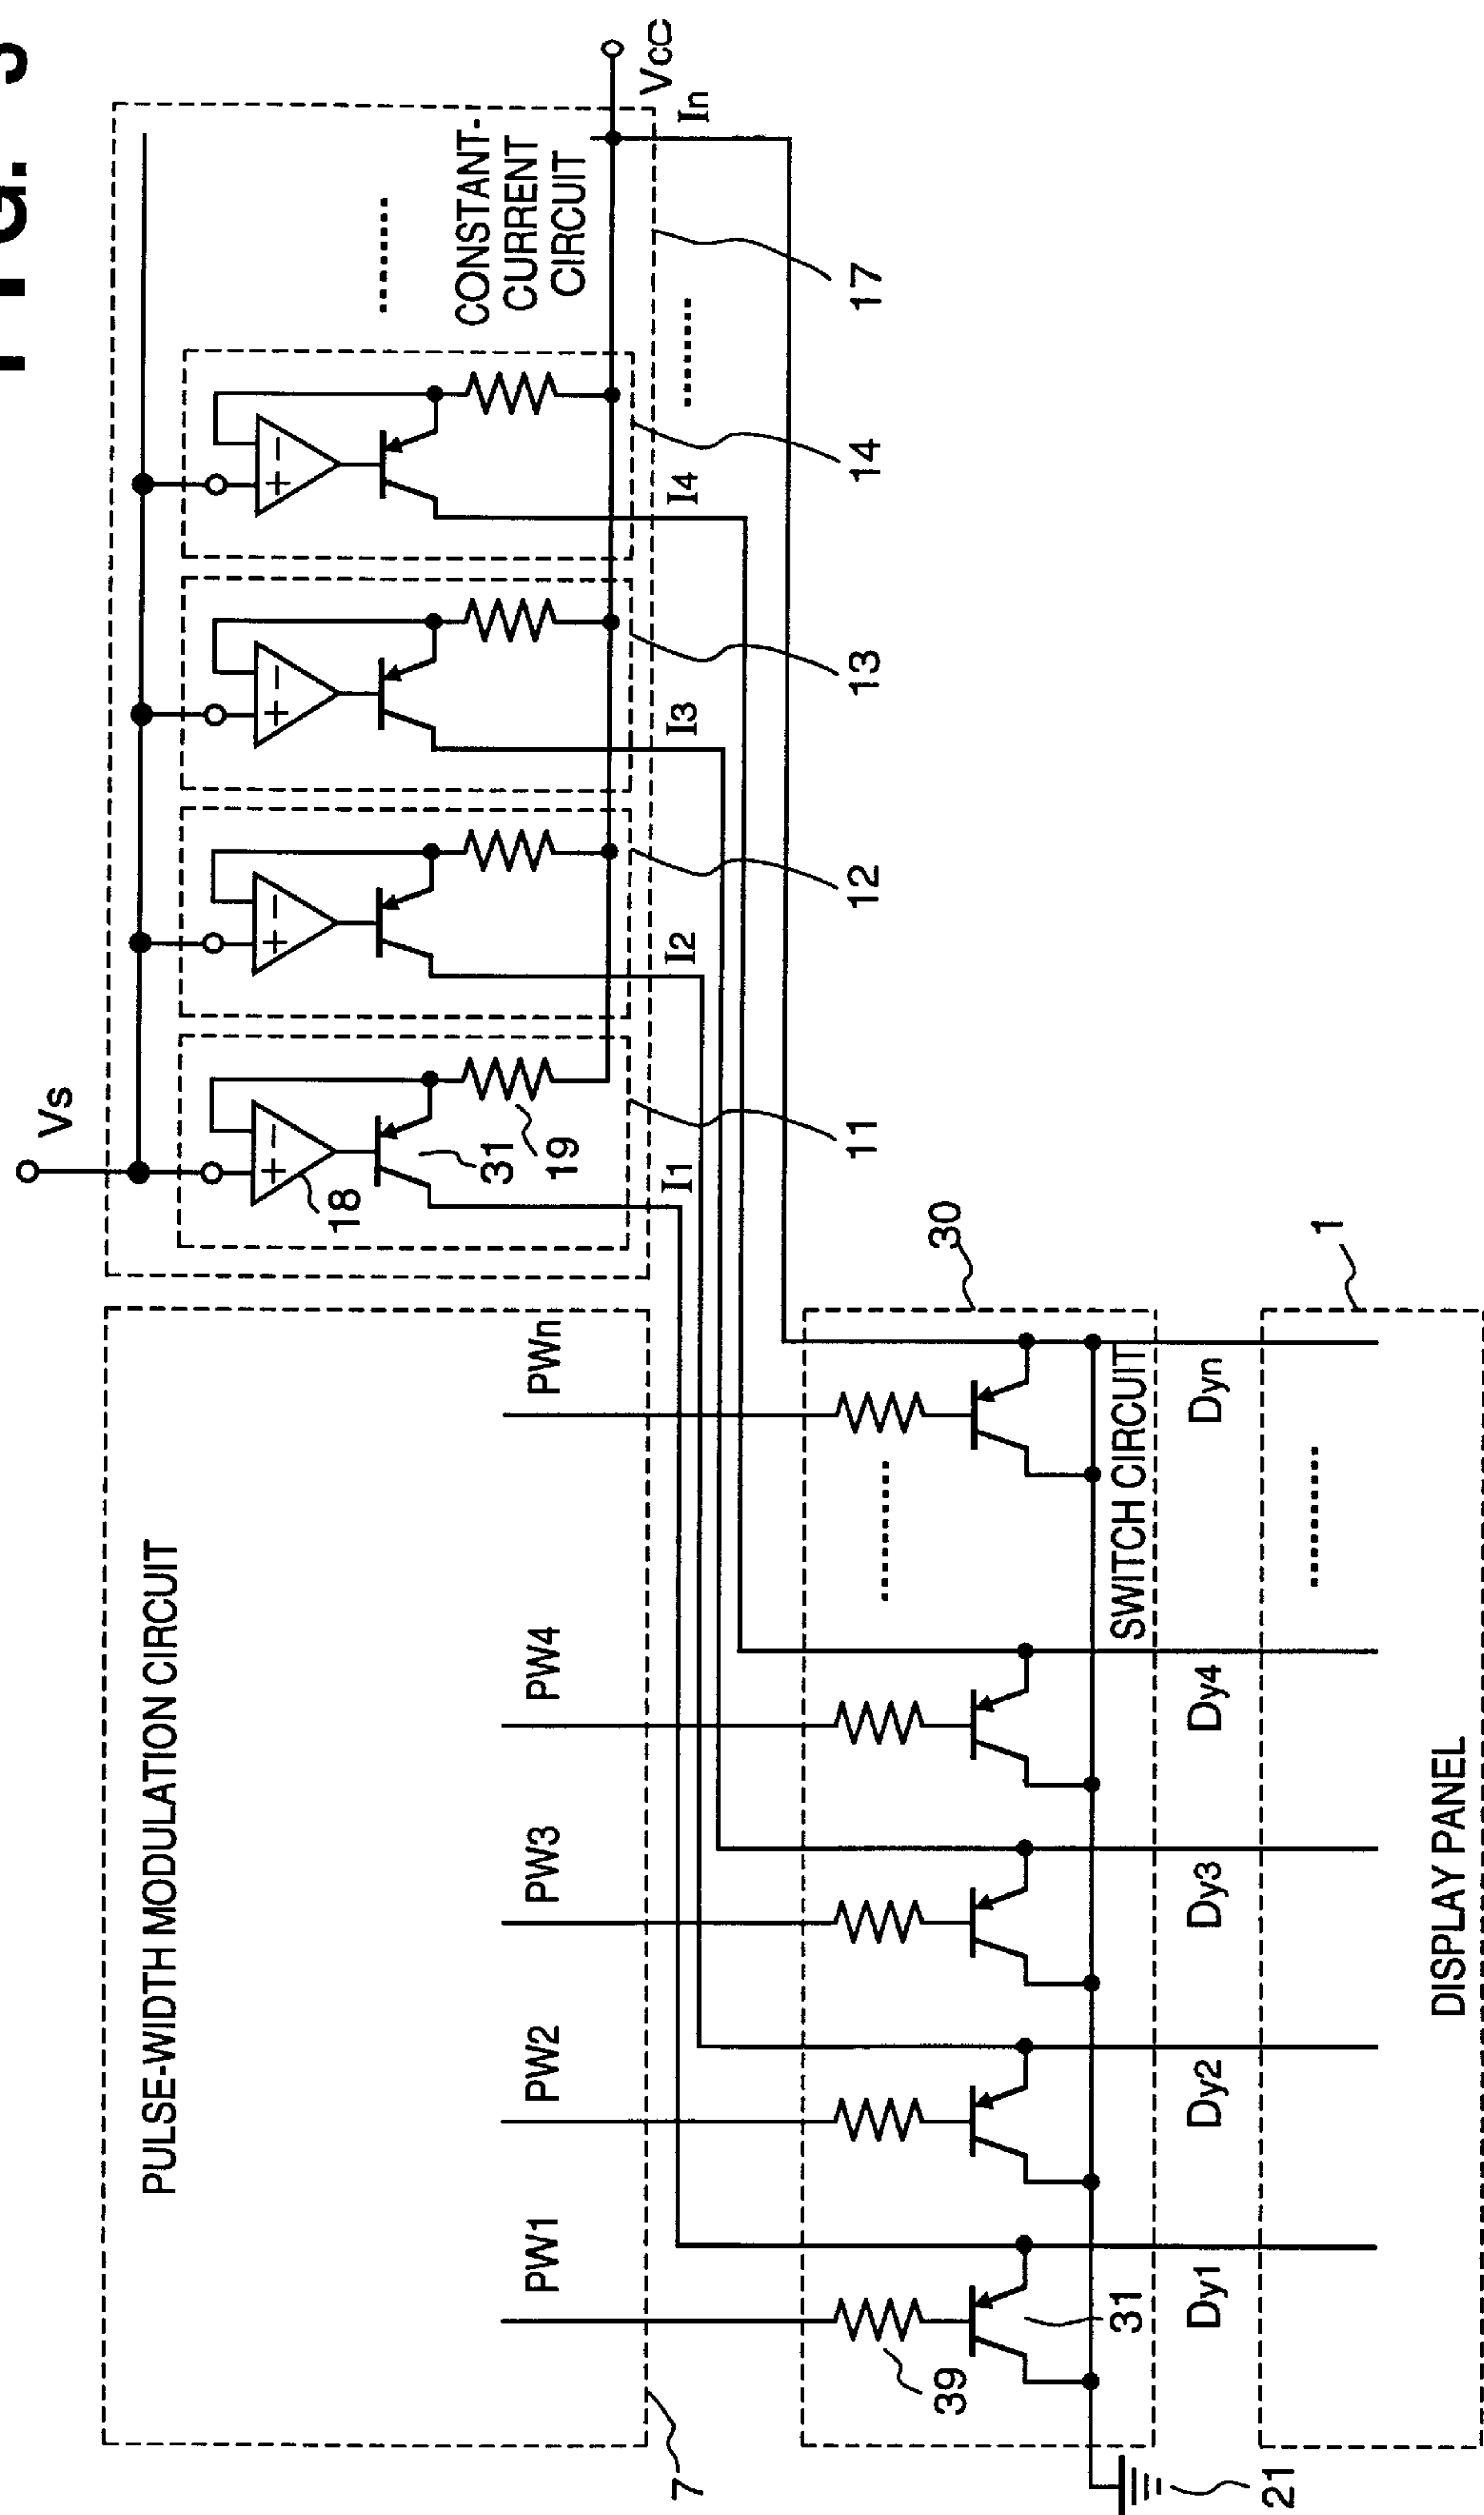 FIG. 3
Vs
Vcc
CONSTANT-
CURRENT
CIRCUIT
+ −
+ −
+ −
+ −
18
31
19
I1
I2
I3
I4
In
11
12
13
14
17
PULSE-WIDTH MODULATION CIRCUIT
PW1
PW2
PW3
PW4
PWn
7
30
39
31
SWITCH CIRCUIT
Dy1
Dy2
Dy3
Dy4
Dyn
1
21
DISPLAY PANEL